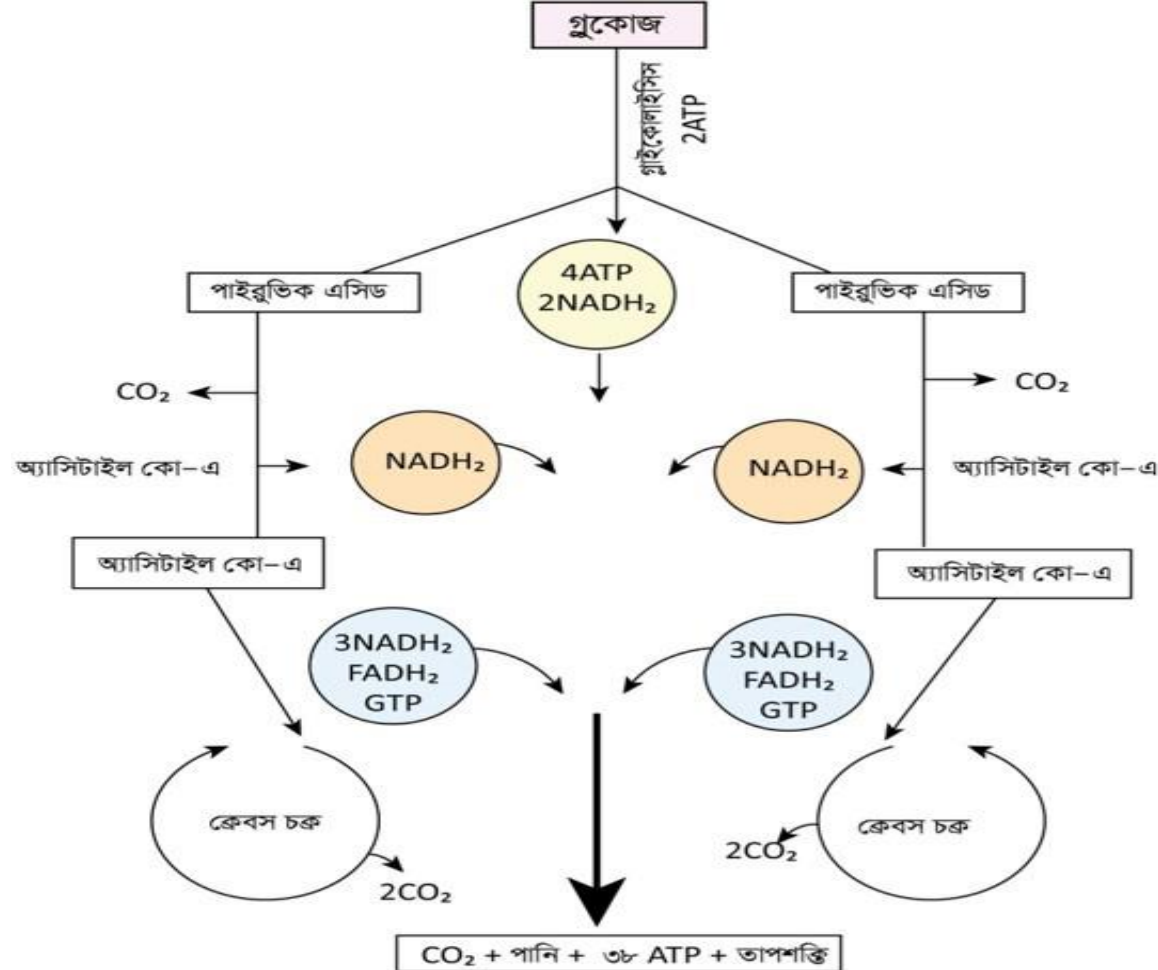 গ্লুকোজ
গ্লাইকোলাইসিস
2ATP
4ATP
2NADH₂
পাইরুভিক এসিড
পাইরুভিক এসিড
CO₂
CO₂
NADH₂
NADH₂
অ্যাসিটাইল কো-এ
অ্যাসিটাইল কো-এ
অ্যাসিটাইল কো-এ
অ্যাসিটাইল কো-এ
3NADH₂
FADH₂
GTP
3NADH₂
FADH₂
GTP
ক্রেবস চক্র
ক্রেবস চক্র
2CO₂
2CO₂
CO₂ + পানি + ৩৮ ATP + তাপশক্তি